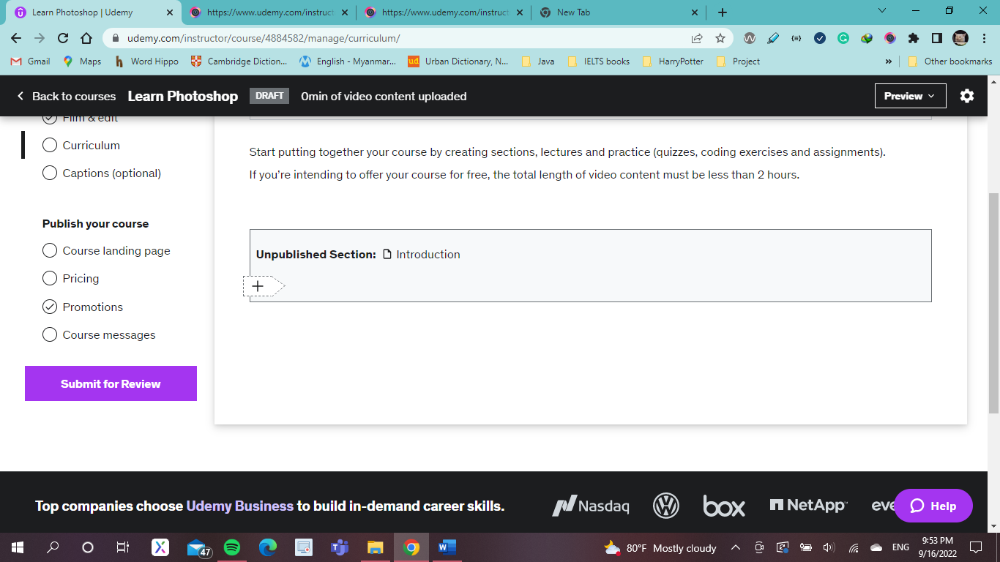 Learn Photoshop | Udemy
https://www.udemy.com/instruct
https://www.udemy.com/instruct
New Tab
udemy.com/instructor/course/4884582/manage/curriculum/
Gmail
Maps
Word Hippo
Cambridge Diction...
English - Myanmar...
ud
Urban Dictionary, N...
Java
IELTS books
HarryPotter
Project
»
Other bookmarks
Back to courses
Learn Photoshop
DRAFT
0min of video content uploaded
Preview
Film & edit
Curriculum
Captions (optional)
Publish your course
Course landing page
Pricing
Promotions
Course messages
Submit for Review
Start putting together your course by creating sections, lectures and practice (quizzes, coding exercises and assignments).
If you’re intending to offer your course for free, the total length of video content must be less than 2 hours.
Unpublished Section: Introduction
Top companies choose Udemy Business to build in-demand career skills.
Nasdaq
box
NetApp
eve
Help
47
80°F Mostly cloudy
ENG
9:53 PM
9/16/2022